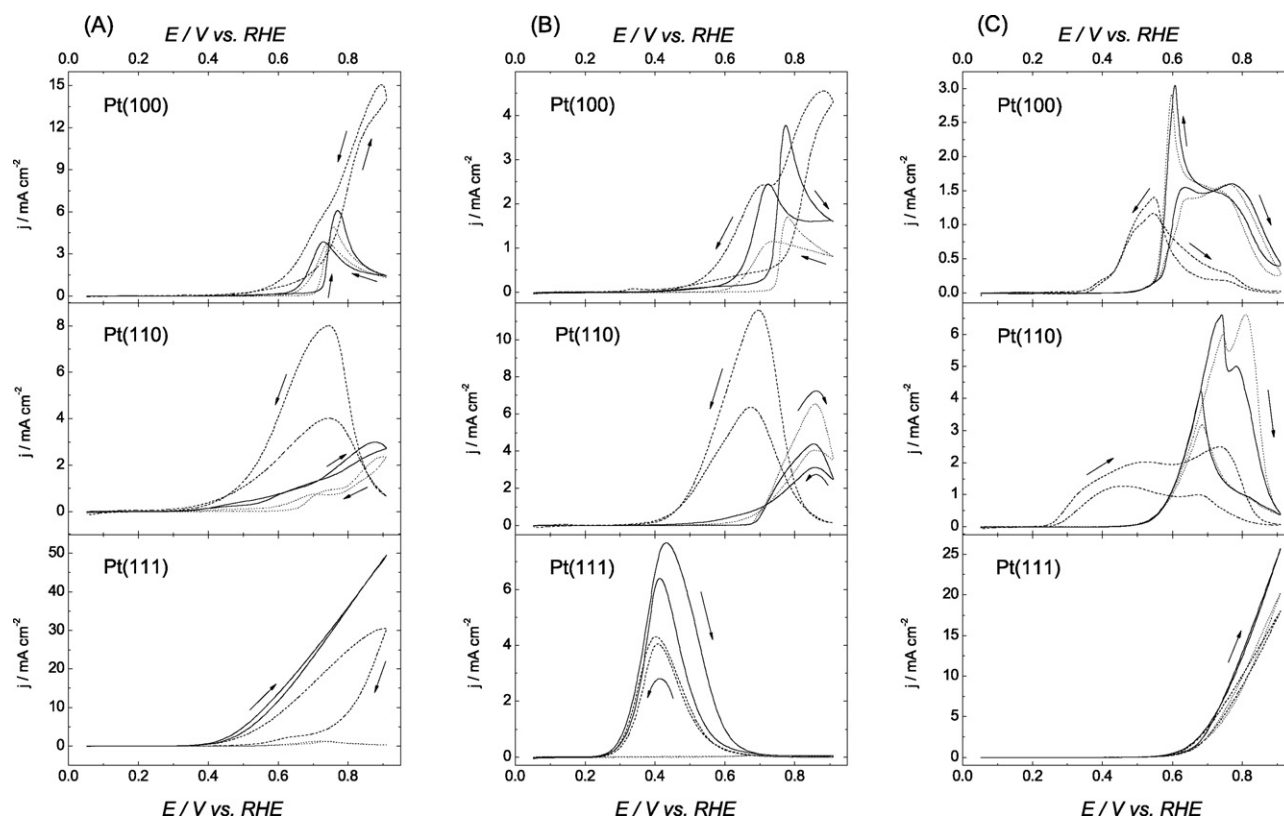 (A)
E / V vs. RHE
0.0 0.2 0.4 0.6 0.8
15
12
9
6
3
0
j / mA cm-2
Pt(100)
8
6
4
2
0
j / mA cm-2
Pt(110)
50
40
30
20
10
0
j / mA cm-2
Pt(111)
0.0 0.2 0.4 0.6 0.8
E / V vs. RHE
(B)
E / V vs. RHE
0.0 0.2 0.4 0.6 0.8
4
3
2
1
0
j / mA cm-2
Pt(100)
10
8
6
4
2
0
j / mA cm-2
Pt(110)
6
4
2
0
j / mA cm-2
Pt(111)
0.0 0.2 0.4 0.6 0.8
E / V vs. RHE
(C)
E / V vs. RHE
0.0 0.2 0.4 0.6 0.8
3.0
2.5
2.0
1.5
1.0
0.5
0.0
j / mA cm-2
Pt(100)
6
5
4
3
2
1
0
j / mA cm-2
Pt(110)
25
20
15
10
5
0
j / mA cm-2
Pt(111)
0.0 0.2 0.4 0.6 0.8
E / V vs. RHE